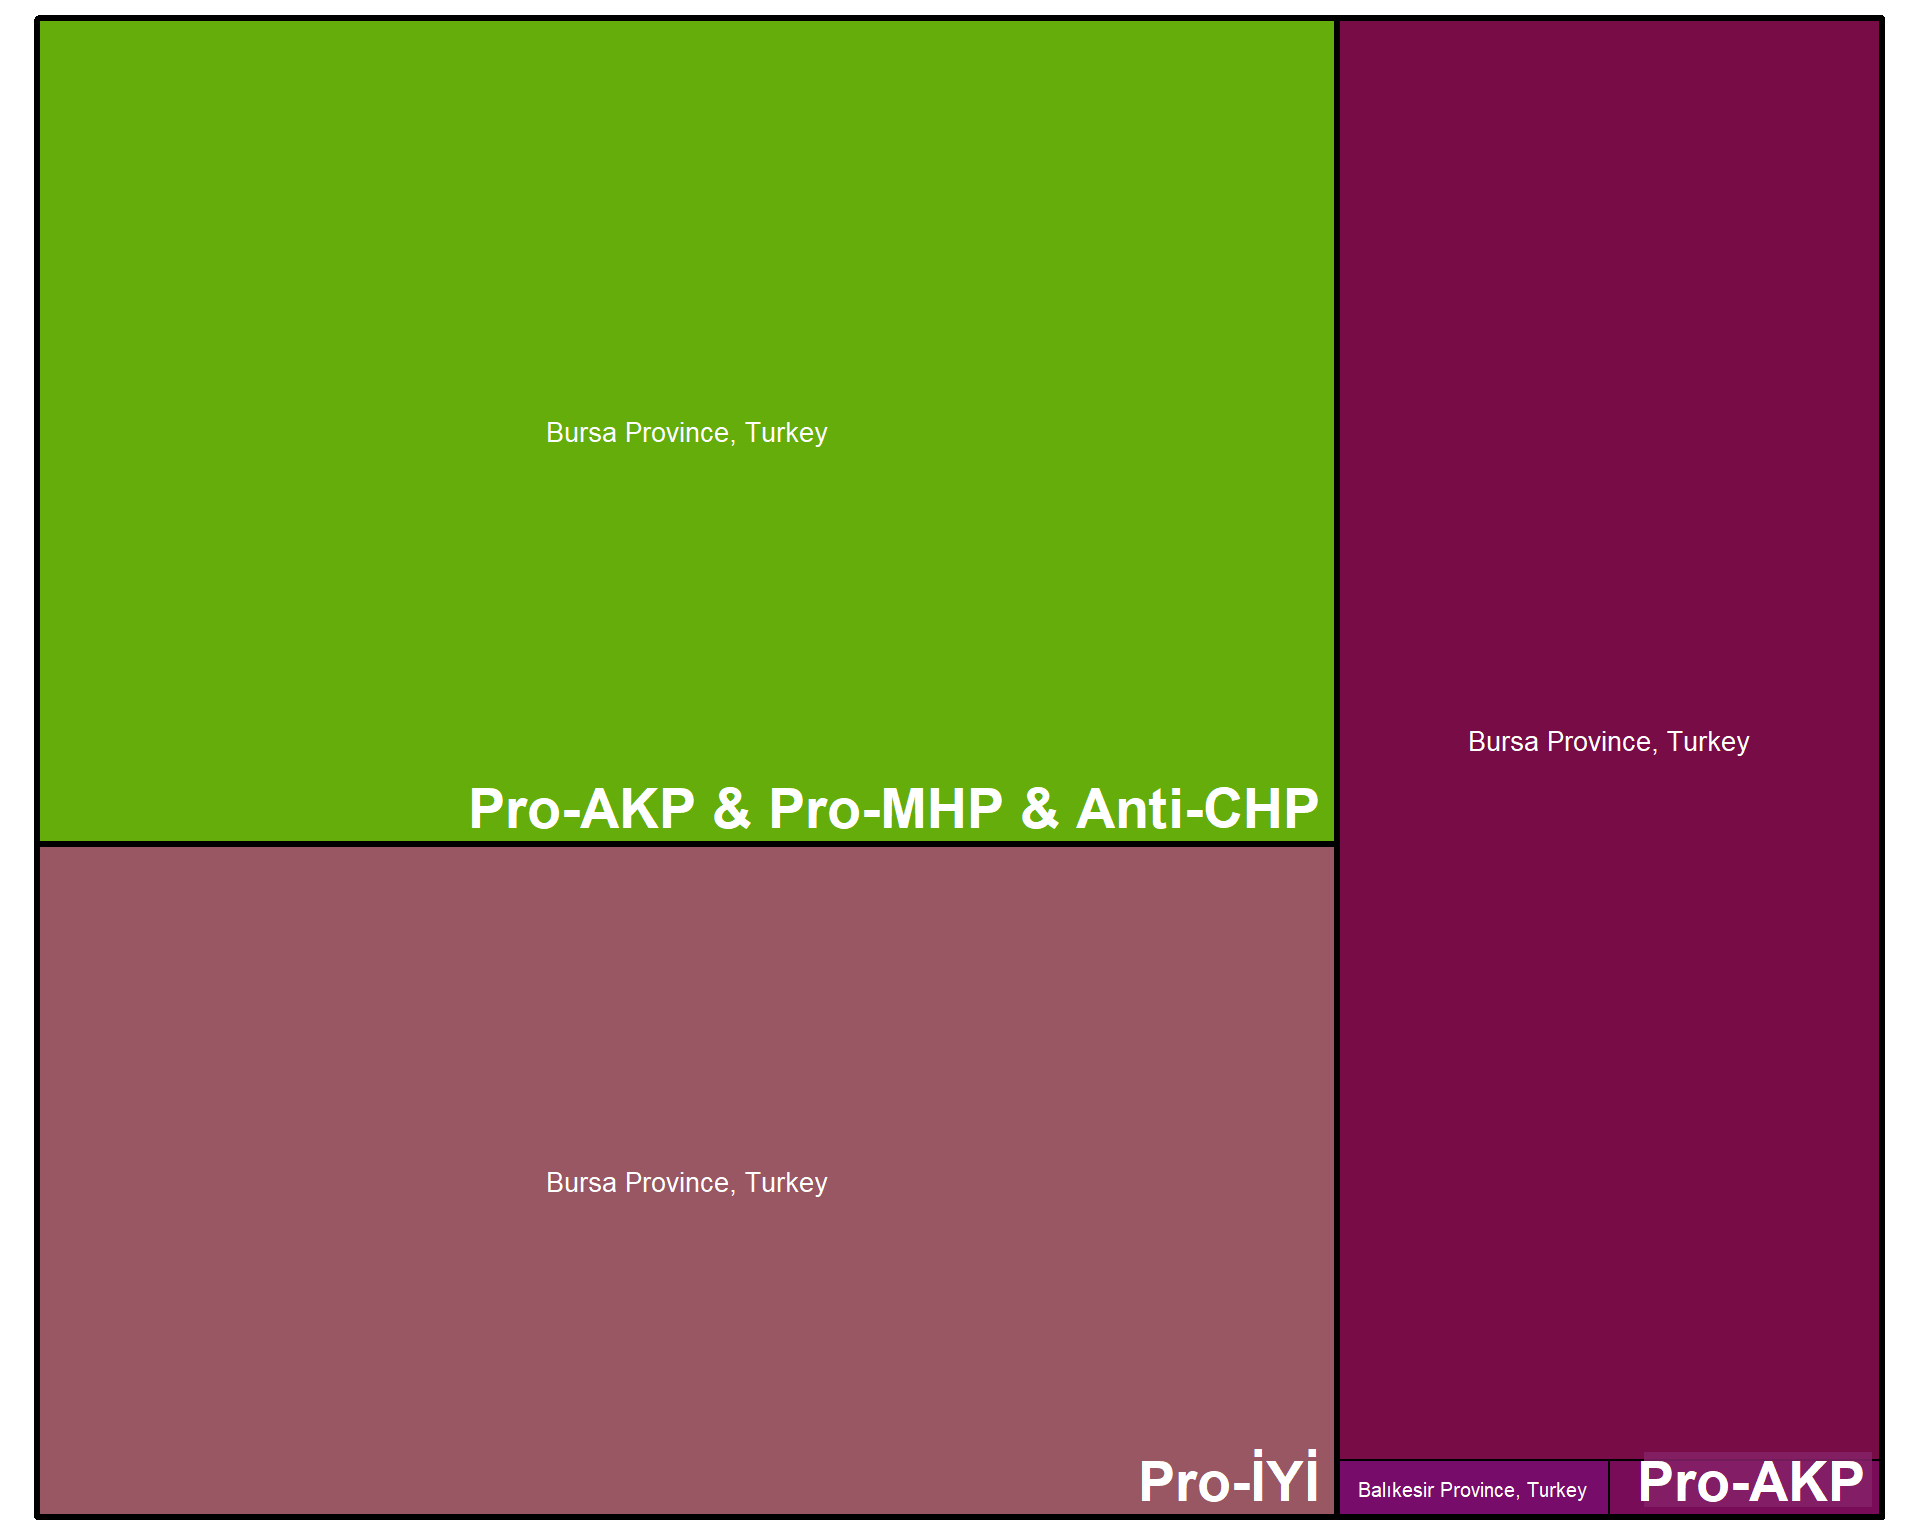 Bursa Province, Turkey
Pro-AKP & Pro-MHP & Anti-CHP
Bursa Province, Turkey
Pro-İYİ
Bursa Province, Turkey
Balıkesir Province, Turkey
Pro-AKP